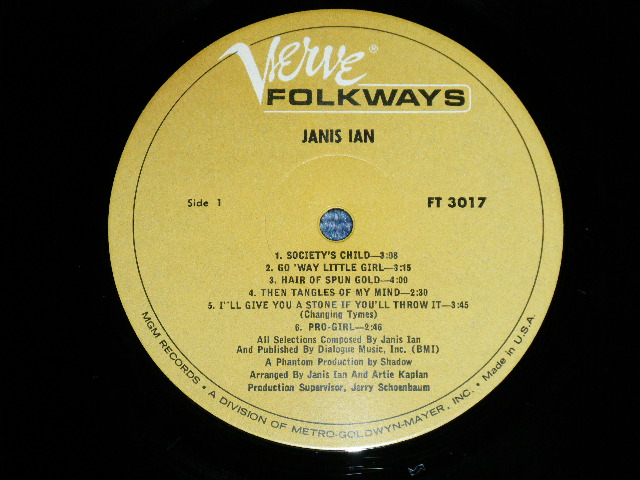 Verve®
FOLKWAYS
JANIS IAN
Side 1
FT 3017
1. SOCIETY'S CHILD—3:08
2. GO 'WAY LITTLE GIRL—3:15
3. HAIR OF SPUN GOLD—4:00
4. THEN TANGLES OF MY MIND—2:30
5. I''LL GIVE YOU A STONE IF YOU'LL THROW IT—3:45
(Changing Tymes)
6. PRO-GIRL—2:46
All Selections Composed By Janis Ian
And Published By Dialogue Music, Inc. (BMI)
A Phantom Production by Shadow
Arranged By Janis Ian And Artie Kaplan
Production Supervisor, Jerry Schoenbaum
MGM RECORDS • A DIVISION OF METRO-GOLDWYN-MAYER, INC. • Made in U.S.A.